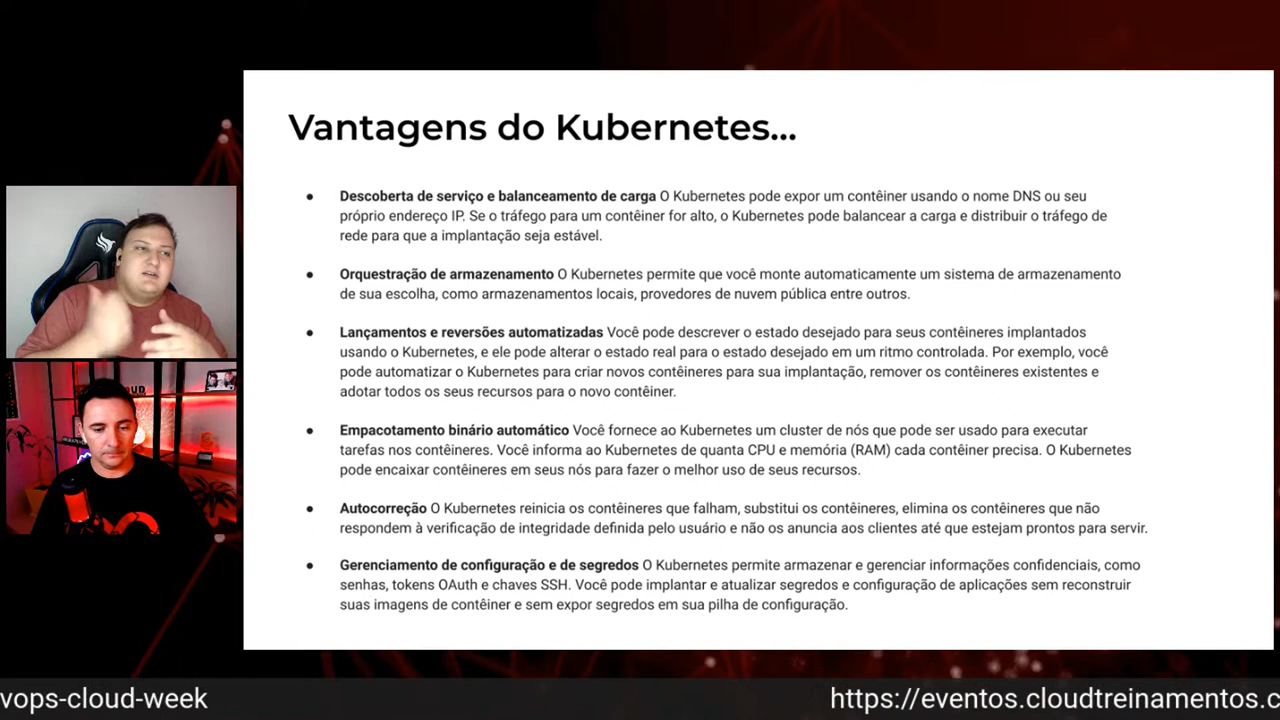 Vantagens do Kubernetes...
● Descoberta de serviço e balanceamento de carga O Kubernetes pode expor um contêiner usando o nome DNS ou seu
próprio endereço IP. Se o tráfego para um contêiner for alto, o Kubernetes pode balancear a carga e distribuir o tráfego de
rede para que a implantação seja estável.
● Orquestração de armazenamento O Kubernetes permite que você monte automaticamente um sistema de armazenamento
de sua escolha, como armazenamentos locais, provedores de nuvem pública entre outros.
● Lançamentos e reversões automatizadas Você pode descrever o estado desejado para seus contêineres implantados
usando o Kubernetes, e ele pode alterar o estado real para o estado desejado em um ritmo controlada. Por exemplo, você
pode automatizar o Kubernetes para criar novos contêineres para sua implantação, remover os contêineres existentes e
adotar todos os seus recursos para o novo contêiner.
● Empacotamento binário automático Você fornece ao Kubernetes um cluster de nós que pode ser usado para executar
tarefas nos contêineres. Você informa ao Kubernetes de quanta CPU e memória (RAM) cada contêiner precisa. O Kubernetes
pode encaixar contêineres em seus nós para fazer o melhor uso de seus recursos.
● Autocorreção O Kubernetes reinicia os contêineres que falham, substitui os contêineres, elimina os contêineres que não
respondem à verificação de integridade definida pelo usuário e não os anuncia aos clientes até que estejam prontos para servir.
● Gerenciamento de configuração e de segredos O Kubernetes permite armazenar e gerenciar informações confidenciais, como
senhas, tokens OAuth e chaves SSH. Você pode implantar e atualizar segredos e configuração de aplicações sem reconstruir
suas imagens de contêiner e sem expor segredos em sua pilha de configuração.
vops-cloud-week https://eventos.cloudtreinamentos.c